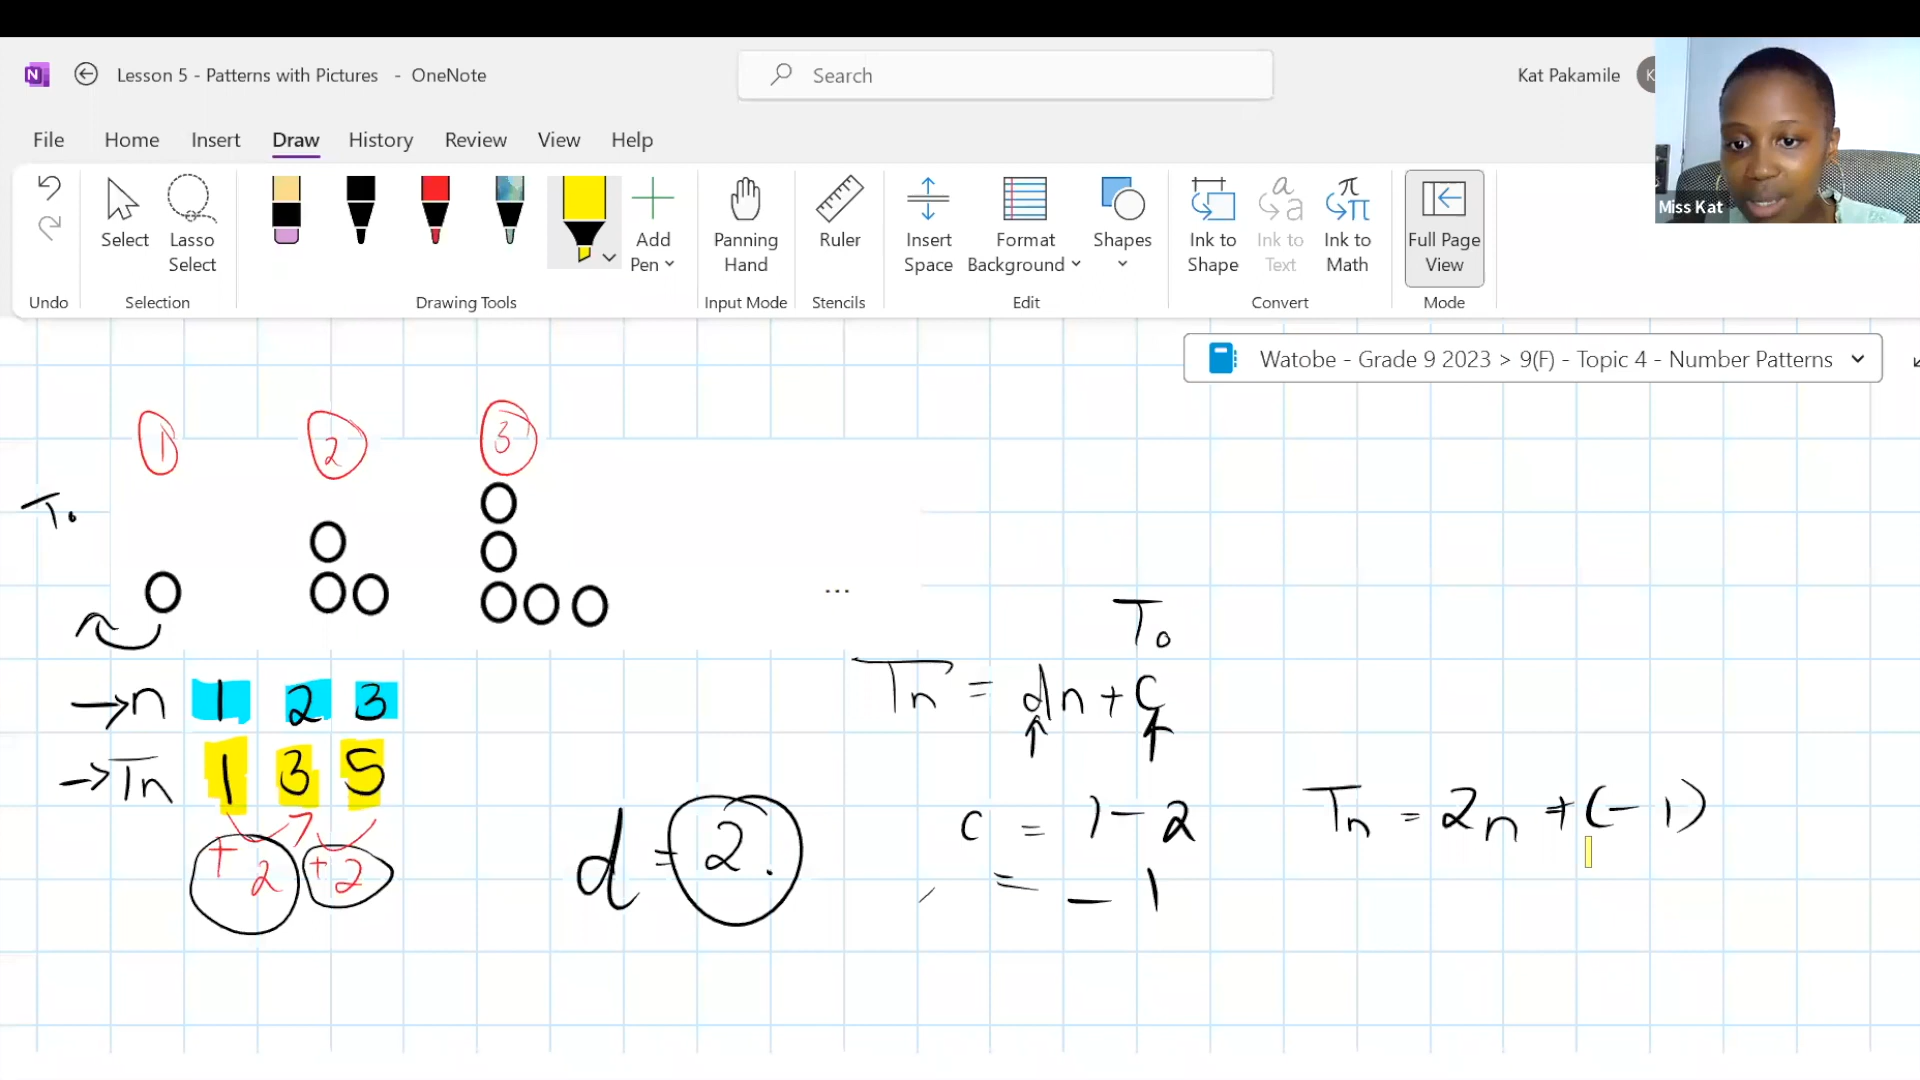 Lesson 5 - Patterns with Pictures - OneNote
Search
Kat Pakamile
K
File Home Insert Draw History Review View Help
Select
Lasso Select
Add Pen
Panning Hand
Ruler
Insert Space
Format Background
Shapes
Ink to Shape
Ink to Text
Ink to Math
Full Page View
Undo Selection Drawing Tools Input Mode Stencils Edit Convert Mode
Miss Kat
Watobe - Grade 9 2023 > 9(F) - Topic 4 - Number Patterns
1 2 3
T₀
...
T₀
Tn = dn + c
→n 1 2 3
→Tn 1 3 5
+2 +2
d = 2.
c = 1 - 2
= -1
Tn = 2n + (-1)